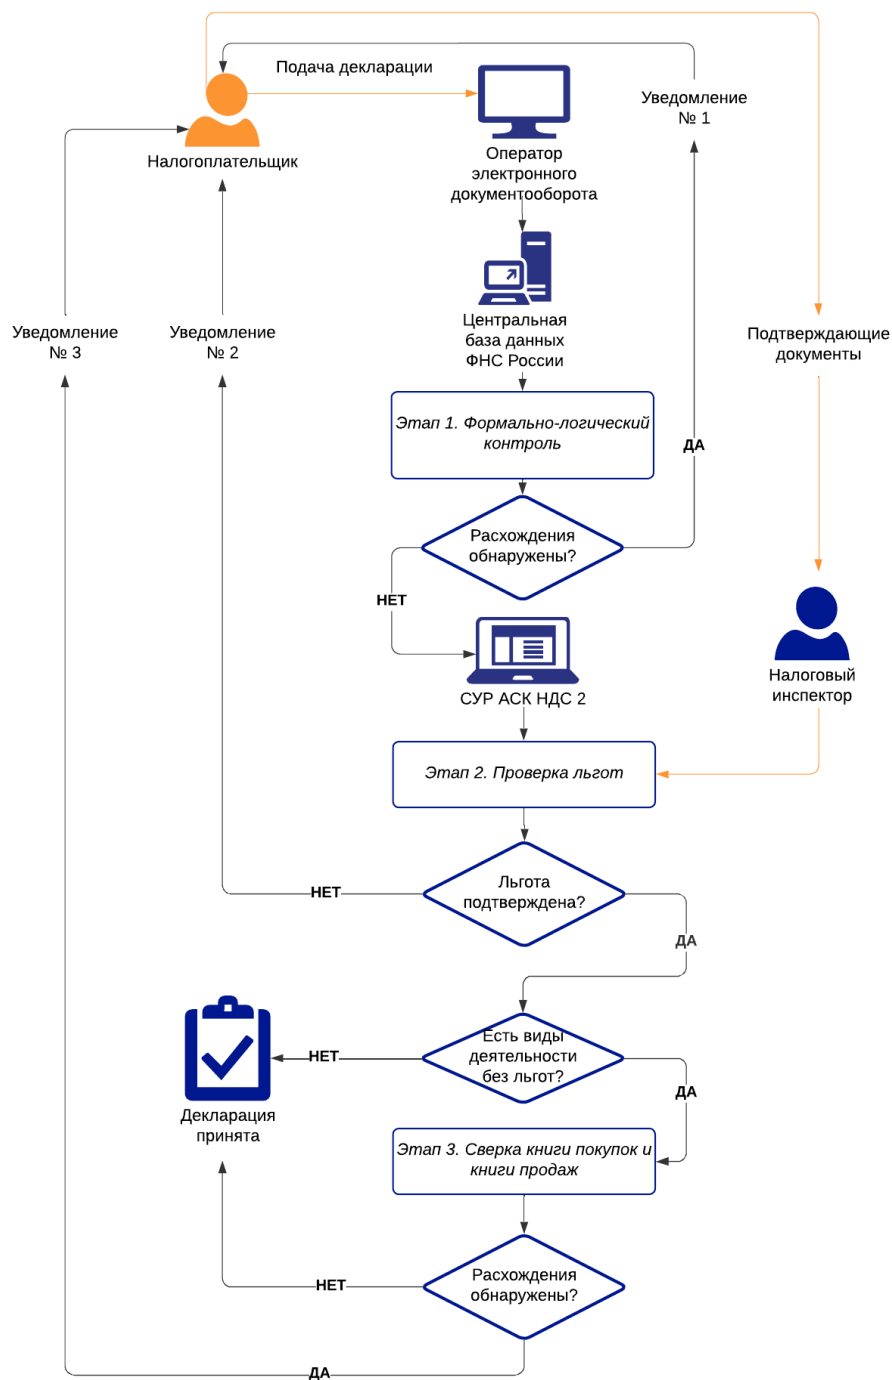 Подача декларации
Уведомление
№ 1
Налогоплательщик
Оператор
электронного
документооборота
Центральная
база данных
ФНС России
Уведомление
№ 3
Уведомление
№ 2
Подтверждающие
документы
Этап 1. Формально-логический
контроль
ДА
Расхождения
обнаружены?
НЕТ
СУР АСК НДС 2
Налоговый
инспектор
Этап 2. Проверка льгот
Льгота
подтверждена?
НЕТ
ДА
Есть виды
деятельности
без льгот?
НЕТ
ДА
Декларация
принята
Этап 3. Сверка книги покупок и
книги продаж
Расхождения
обнаружены?
НЕТ
ДА